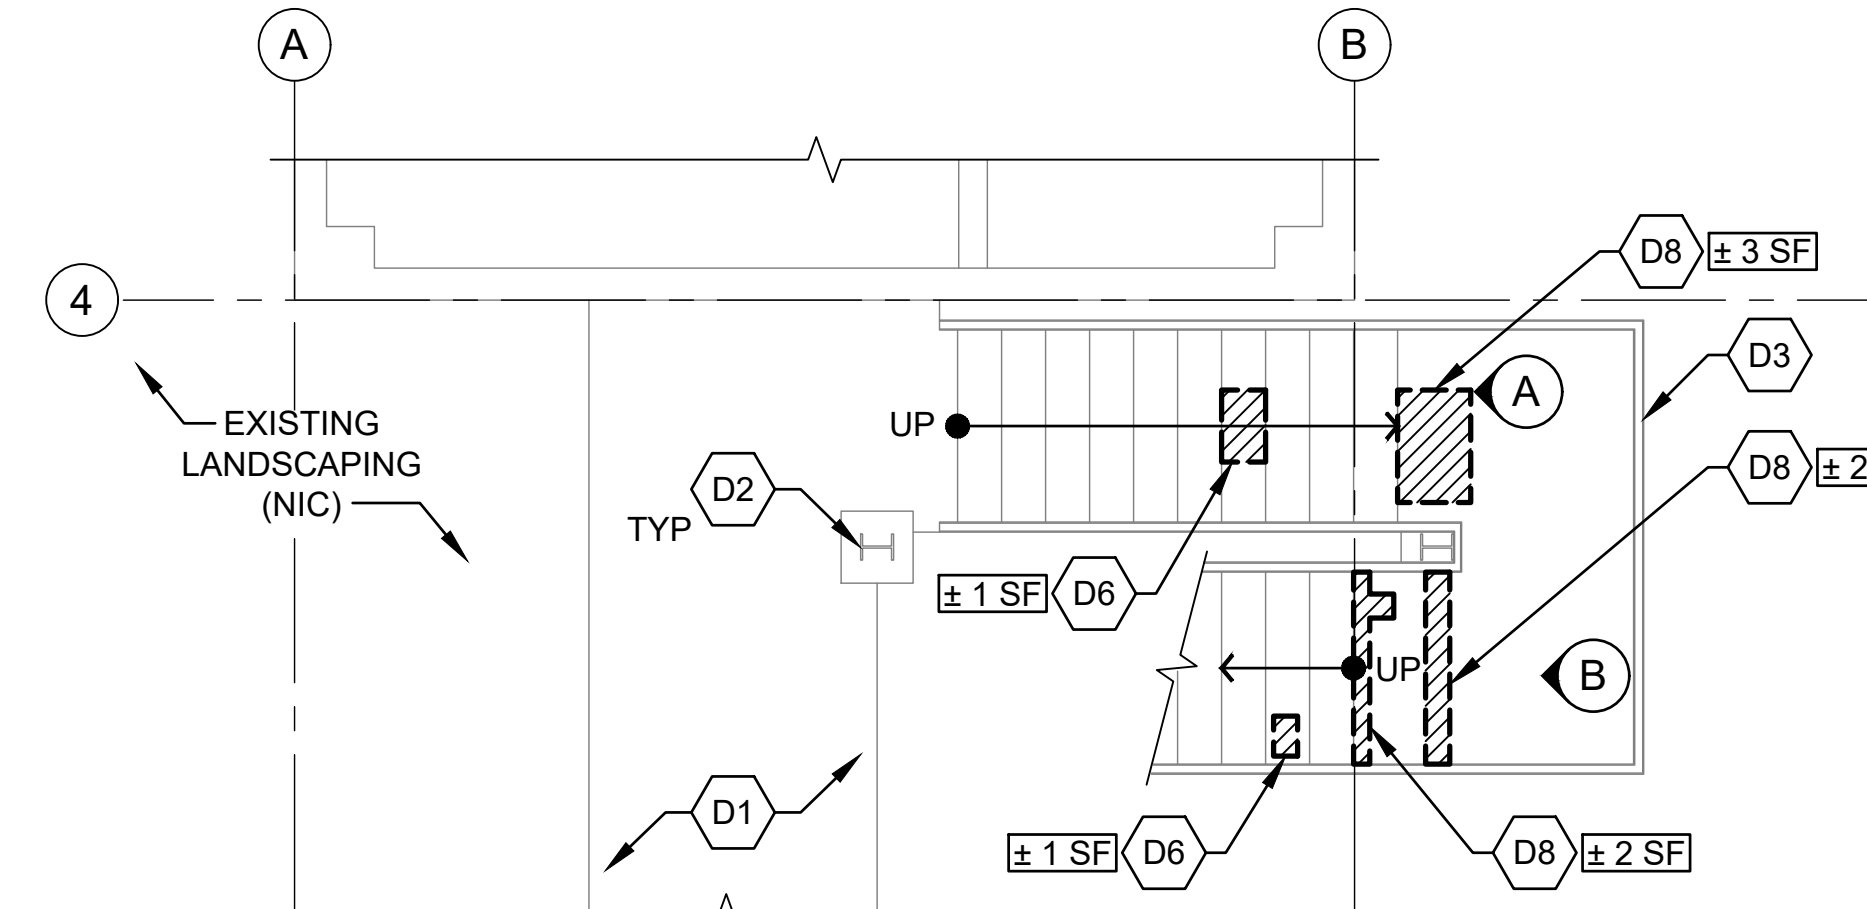 A
B
4
D8 ± 3 SF
D3
A
EXISTING
LANDSCAPING
(NIC)
UP
D8 ± 2
D2
TYP
± 1 SF D6
UP
B
D1
± 1 SF D6
D8 ± 2 SF